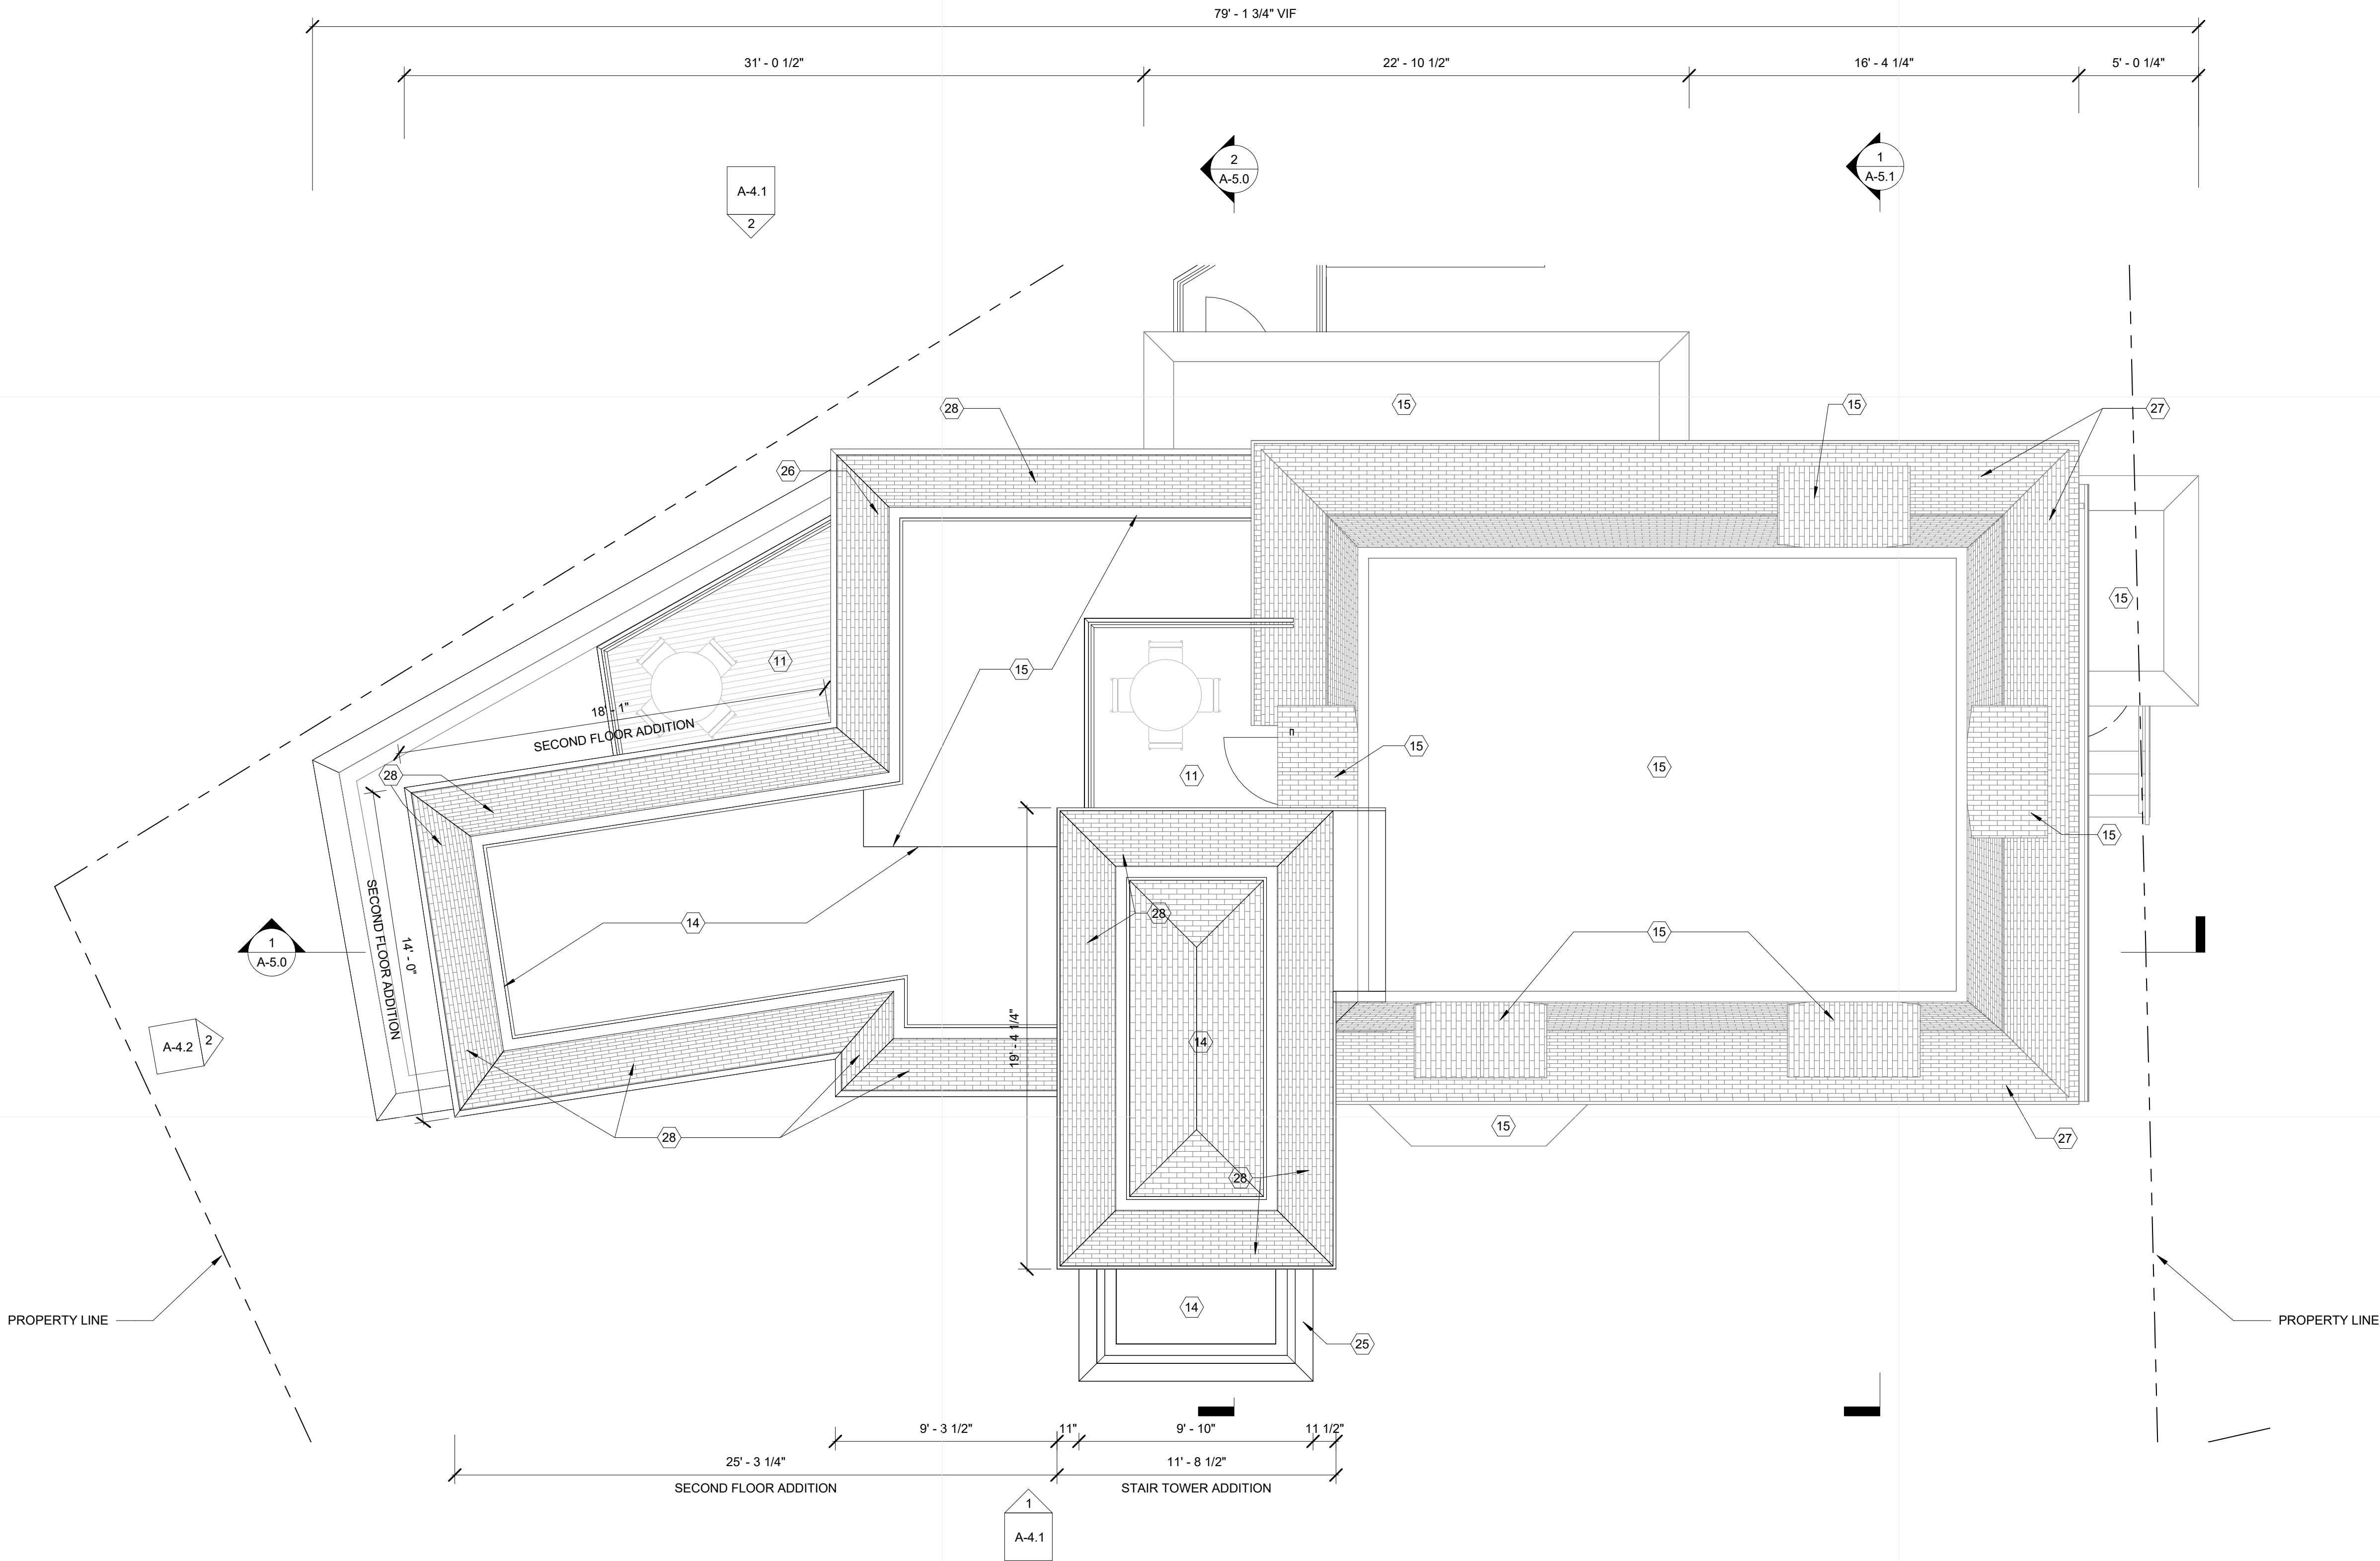 79' - 1 3/4" VIF
31' - 0 1/2"
22' - 10 1/2"
16' - 4 1/4"
5' - 0 1/4"
A-4.1
2
2
A-5.0
1
A-5.1
15
15
27
28
26
15
11
15
18' - 1"
SECOND FLOOR ADDITION
28
11
15
15
15
14
28
15
SECOND FLOOR ADDITION
14' - 0"
1
A-5.0
A-4.2
2
19' - 4 1/4"
14
28
15
27
28
14
25
PROPERTY LINE
PROPERTY LINE
9' - 3 1/2"
11"
9' - 10"
11 1/2"
25' - 3 1/4"
11' - 8 1/2"
SECOND FLOOR ADDITION
STAIR TOWER ADDITION
1
A-4.1